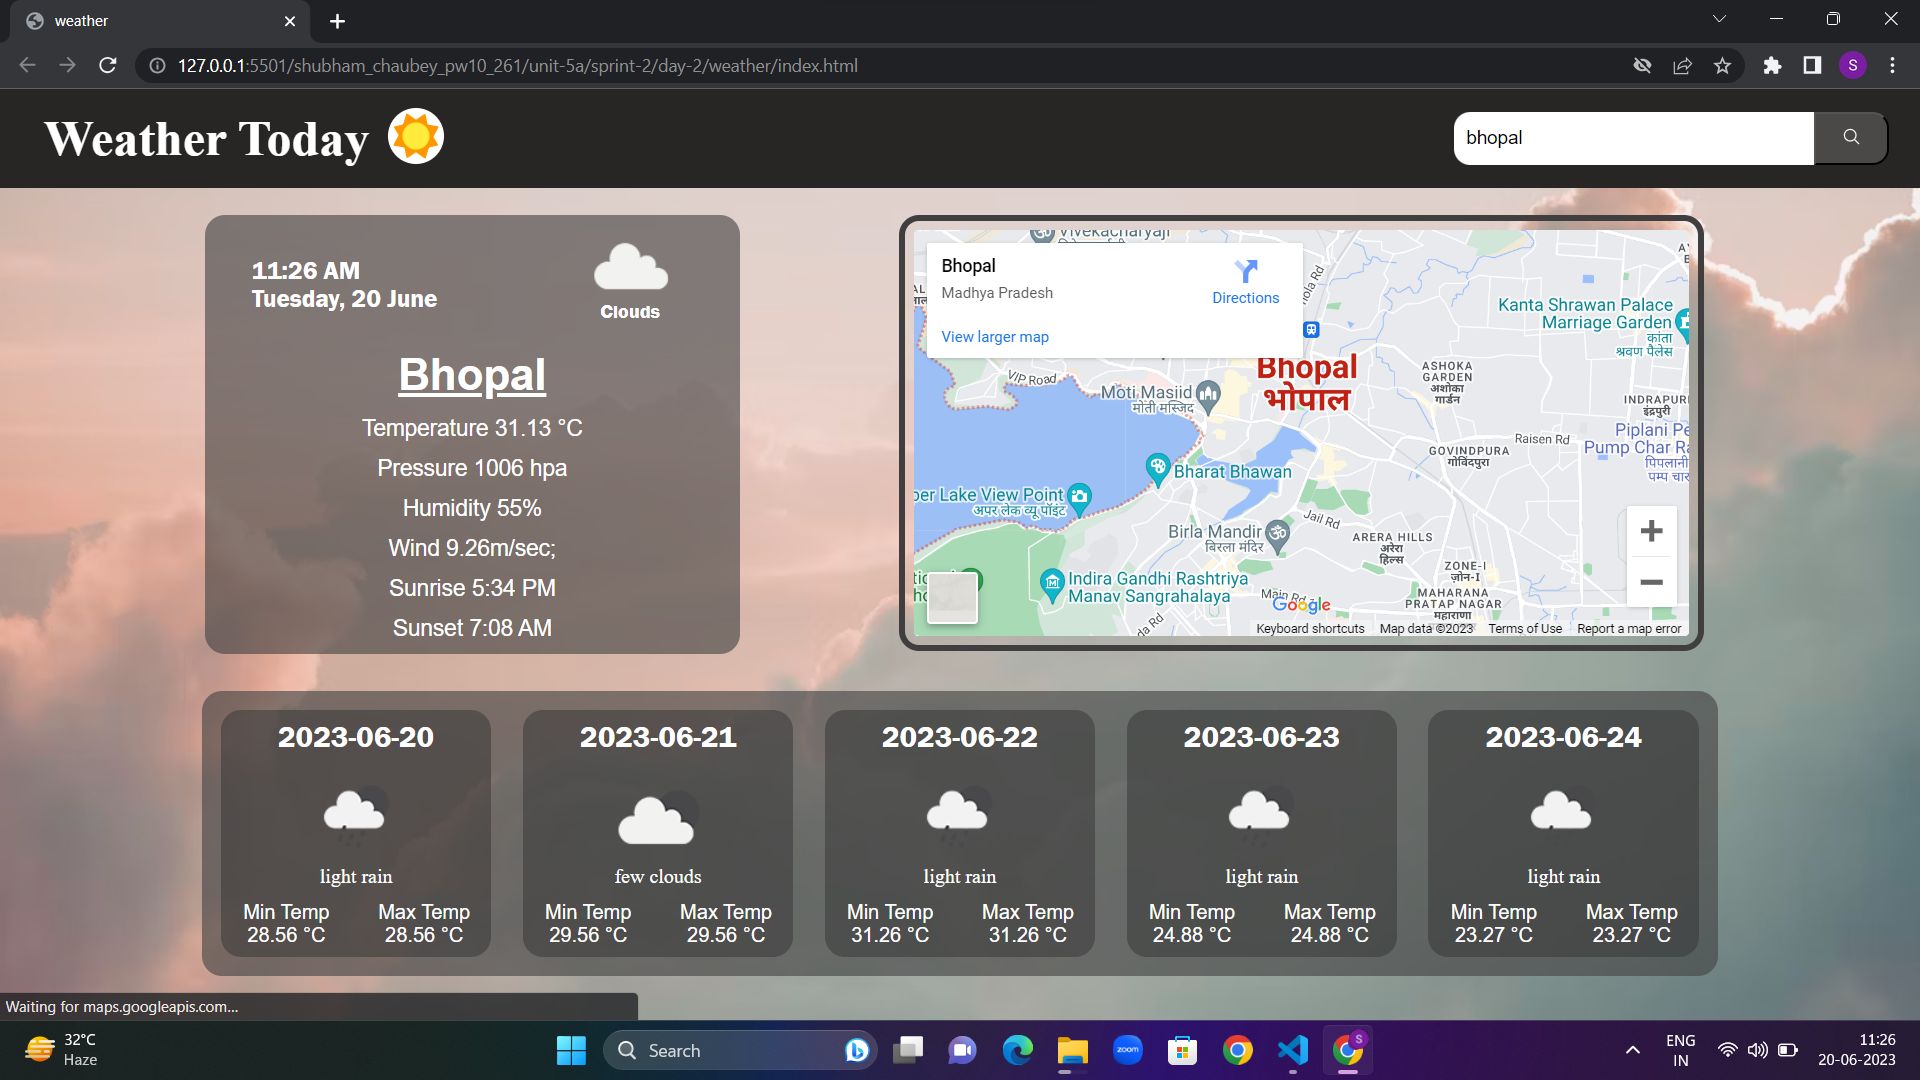 weather
127.0.0.1:5501/shubham_chaubey_pw10_261/unit-5a/sprint-2/day-2/weather/index.html
S
Weather Today
bhopal
11:26 AM
Tuesday, 20 June
Clouds
Bhopal
Temperature 31.13 °C
Pressure 1006 hpa
Humidity 55%
Wind 9.26m/sec;
Sunrise 5:34 PM
Sunset 7:08 AM
Bhopal
Madhya Pradesh
Directions
View larger map
Kanta Shrawan Palace
Marriage Garden
कांता
श्रवण पैलेस
VIP Road
Moti Masjid
मोती मस्जिद
Bhopal
भोपाल
ASHOKA
GARDEN
अशोका
गार्डन
इंद्रपुरी
Raisen Rd
GOVINDPURA
गोविंदपुरा
Bharat Bhawan
Lake View Point
अपर लेक व्यू पॉइंट
Jail Rd
Birla Mandir
बिरला मंदिर
ARERA HILLS
अरेरा
हिल्स
ZONE-I
ज़ोन-I
Indira Gandhi Rashtriya
Manav Sangrahalaya
Main Rd
MAHARANA
PRATAP NAGAR
Google
Keyboard shortcuts Map data ©2023 Terms of Use Report a map error
2023-06-20
light rain
Min Temp Max Temp
28.56 °C 28.56 °C
2023-06-21
few clouds
Min Temp Max Temp
29.56 °C 29.56 °C
2023-06-22
light rain
Min Temp Max Temp
31.26 °C 31.26 °C
2023-06-23
light rain
Min Temp Max Temp
24.88 °C 24.88 °C
2023-06-24
light rain
Min Temp Max Temp
23.27 °C 23.27 °C
Waiting for maps.googleapis.com...
32°C
Haze
Search
zoom
S
ENG
IN
11:26
20-06-2023